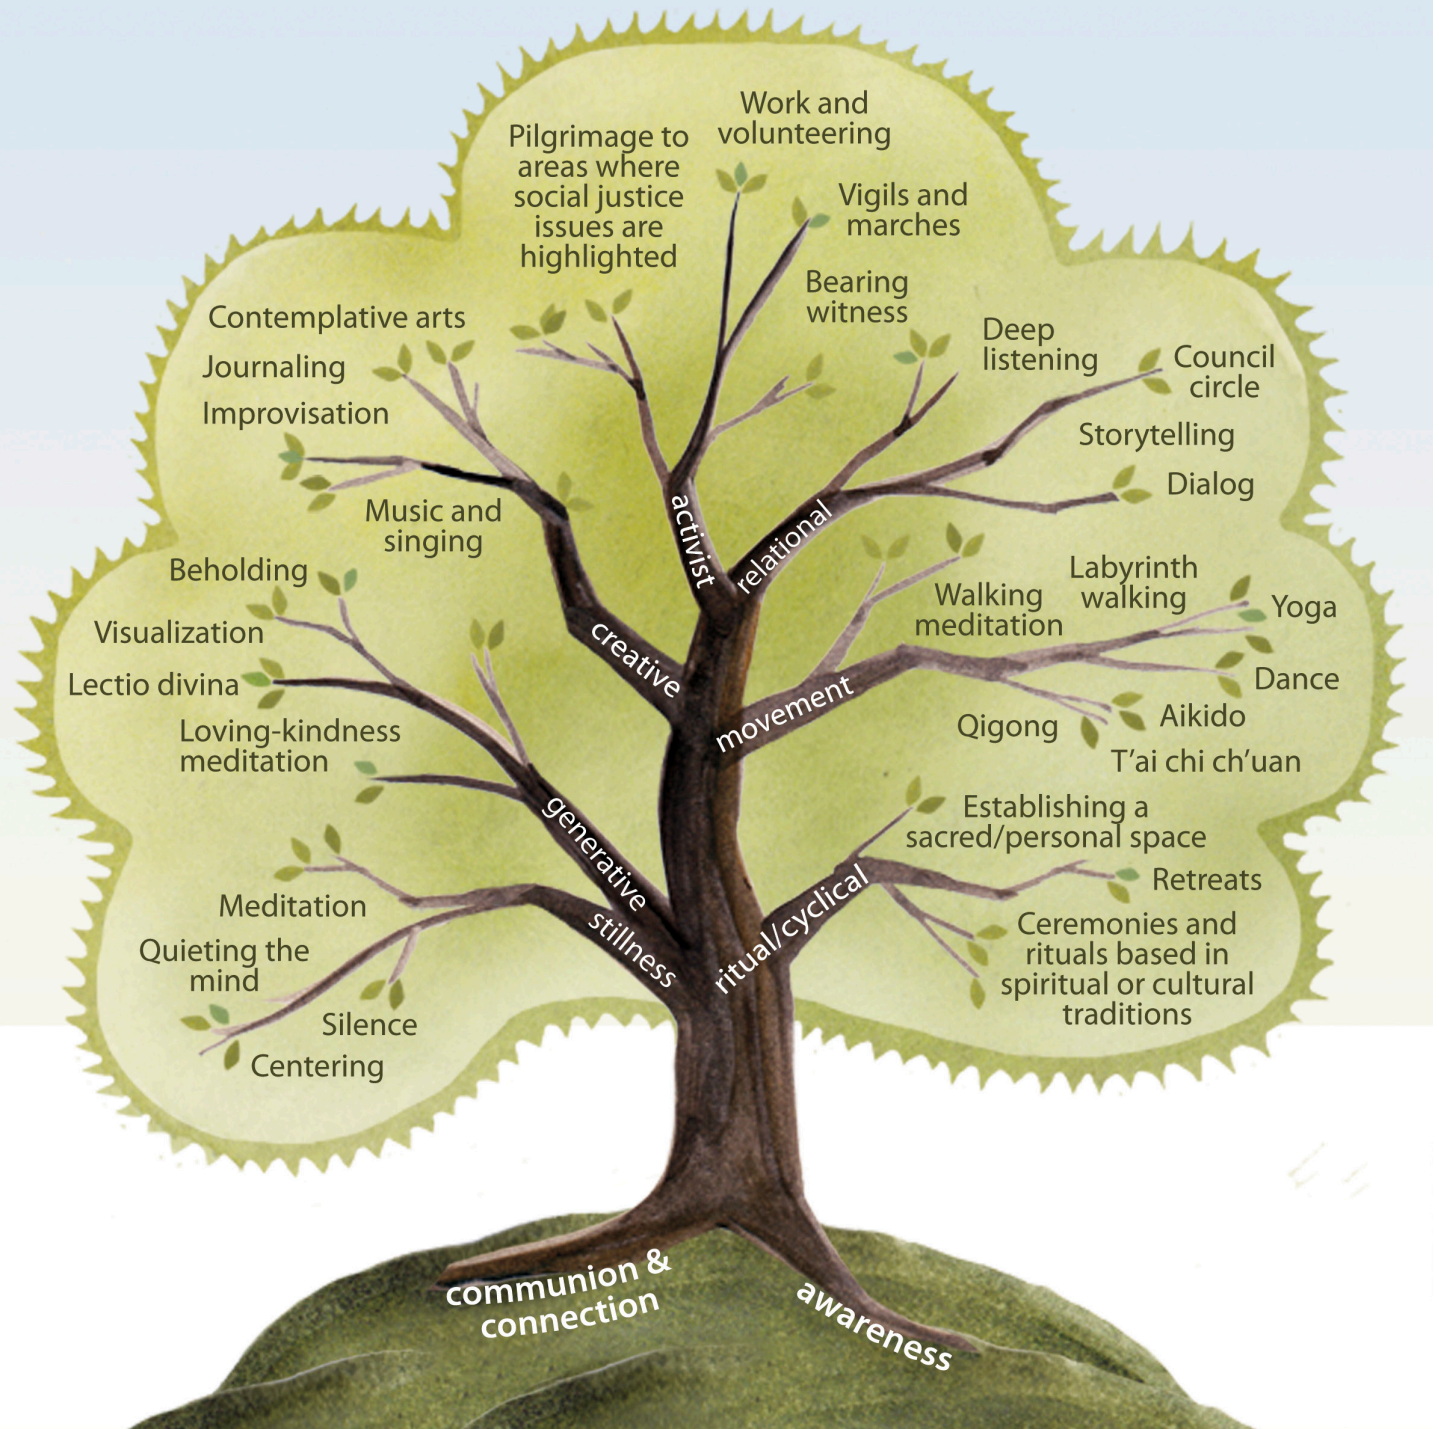 Work and
volunteering
Pilgrimage to
areas where
social justice
issues are
highlighted
Vigils and
marches
Bearing
witness
Contemplative arts
Journaling
Improvisation
Music and
singing
Deep
listening
Council
circle
Storytelling
Dialog
activist
relational
creative
movement
Beholding
Visualization
Lectio divina
Loving-kindness
meditation
Labyrinth
walking
Walking
meditation
Yoga
Dance
Aikido
Qigong
T'ai chi ch'uan
generative
stillness
ritual/cyclical
Meditation
Quieting the
mind
Silence
Centering
Establishing a
sacred/personal space
Retreats
Ceremonies and
rituals based in
spiritual or cultural
traditions
communion &
connection
awareness